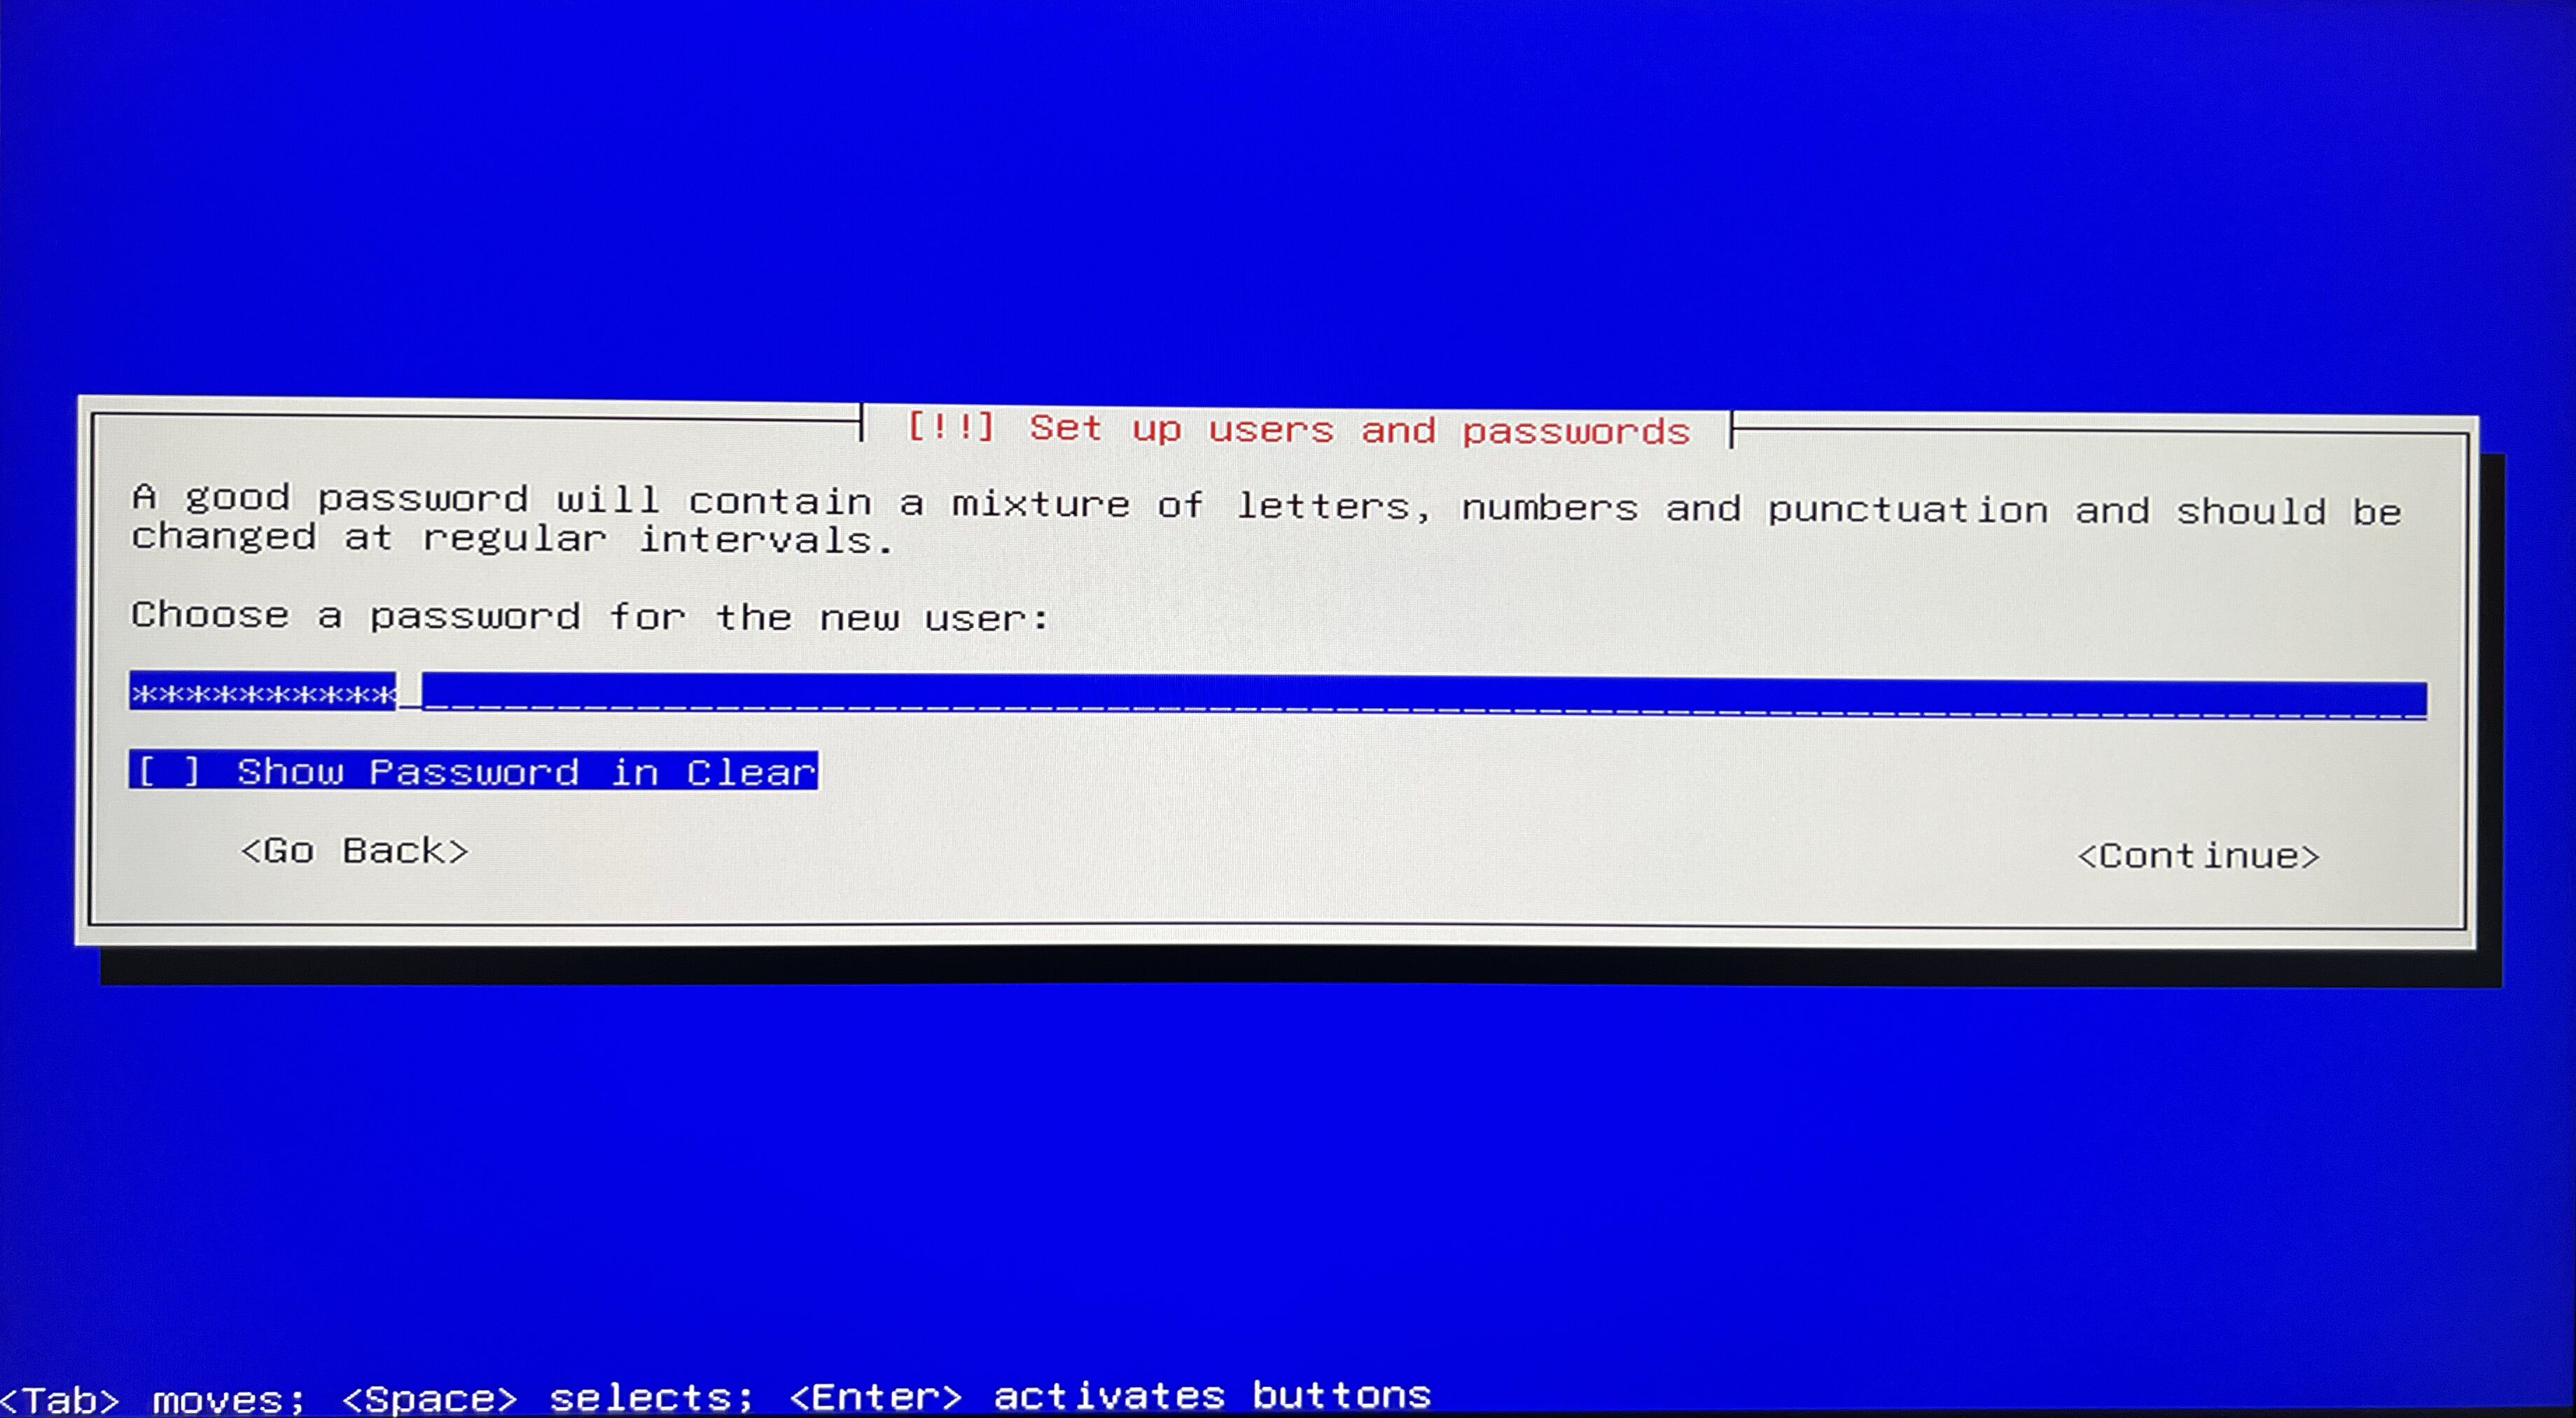 [!!] Set up users and passwords
A good password will contain a mixture of letters, numbers and punctuation and should be
changed at regular intervals.
Choose a password for the new user:
**********_______________________________________________________________________________
[ ] Show Password in Clear
<Go Back> <Continue>
<Tab> moves; <Space> selects; <Enter> activates buttons